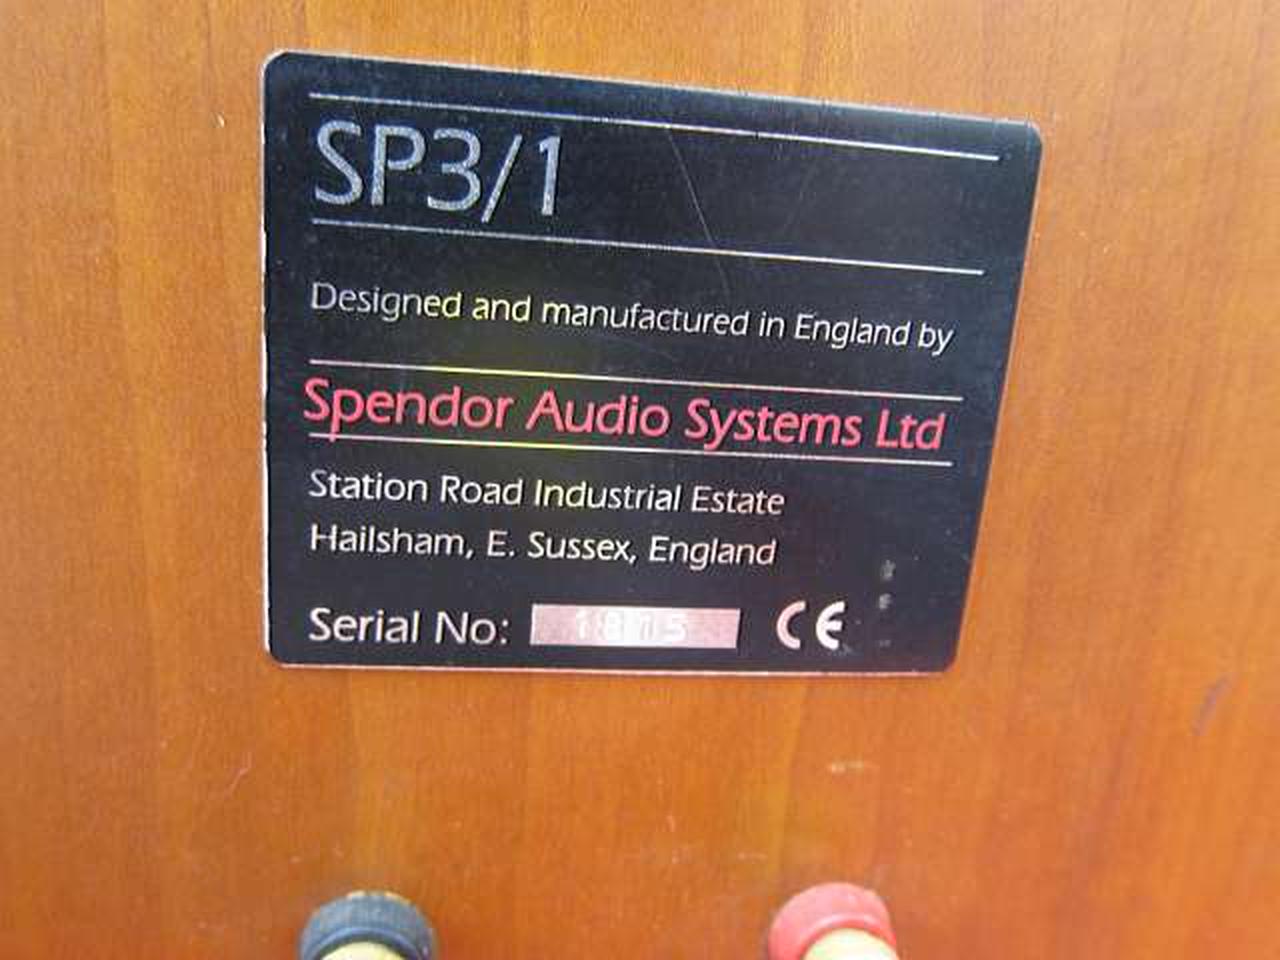 SP3/1
Designed and manufactured in England by
Spendor Audio Systems Ltd
Station Road Industrial Estate
Hailsham, E. Sussex, England
Serial No: 1815 CE